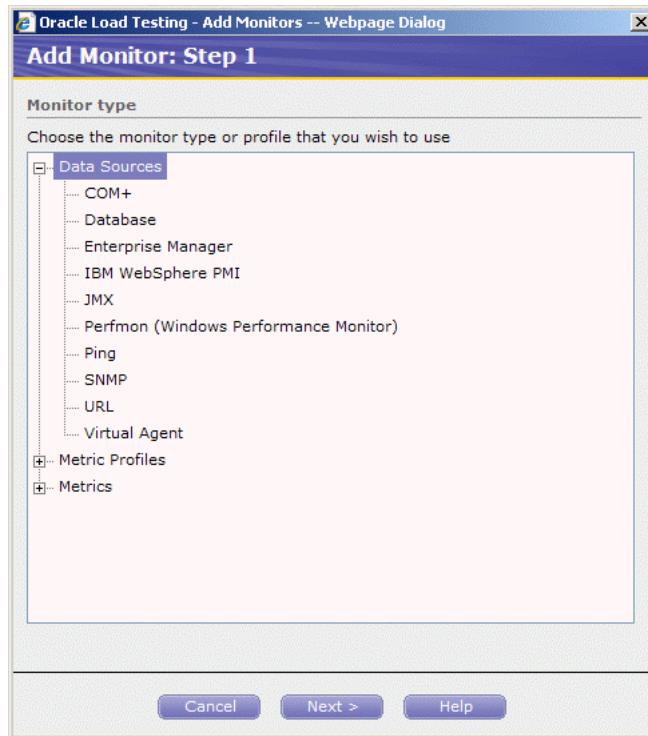 Oracle Load Testing - Add Monitors -- Webpage Dialog
Add Monitor: Step 1
Monitor type
Choose the monitor type or profile that you wish to use
Data Sources
COM+
Database
Enterprise Manager
IBM WebSphere PMI
JMX
Perfmon (Windows Performance Monitor)
Ping
SNMP
URL
Virtual Agent
Metric Profiles
Metrics
Cancel Next > Help